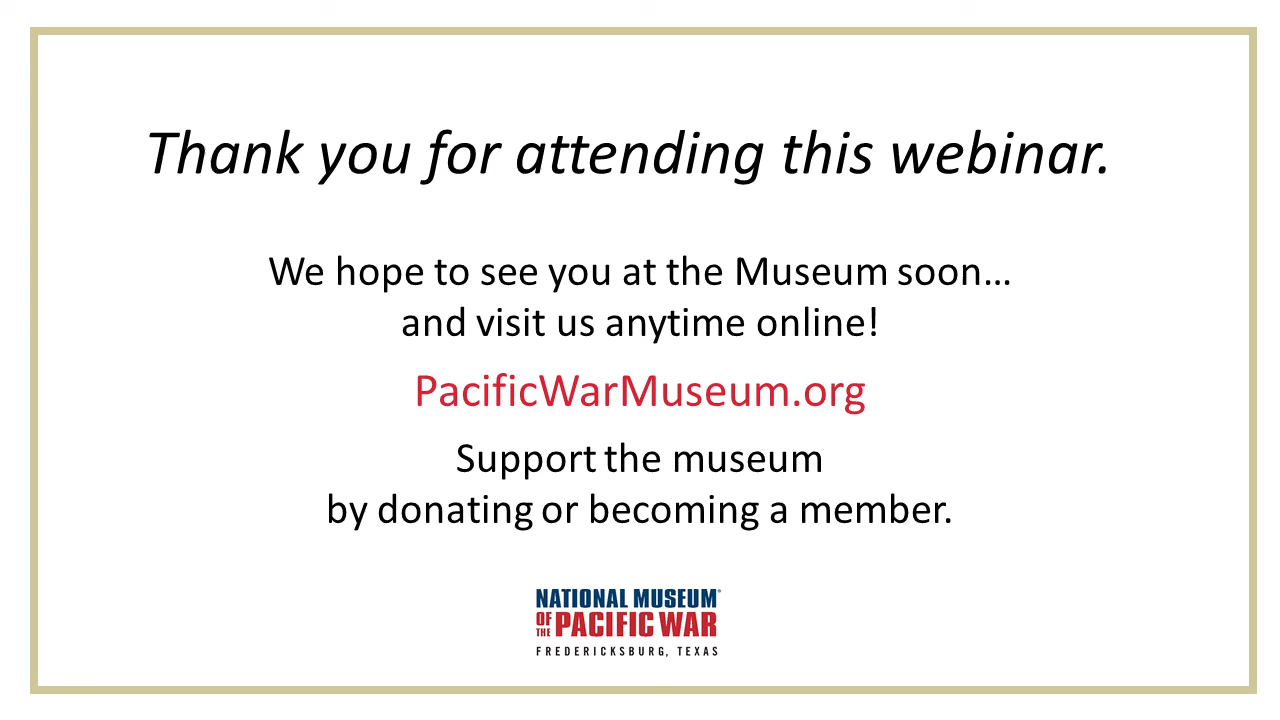 Thank you for attending this webinar.
We hope to see you at the Museum soon…
and visit us anytime online!
PacificWarMuseum.org
Support the museum
by donating or becoming a member.
NATIONAL MUSEUM®
OF THE PACIFIC WAR
FREDERICKSBURG, TEXAS